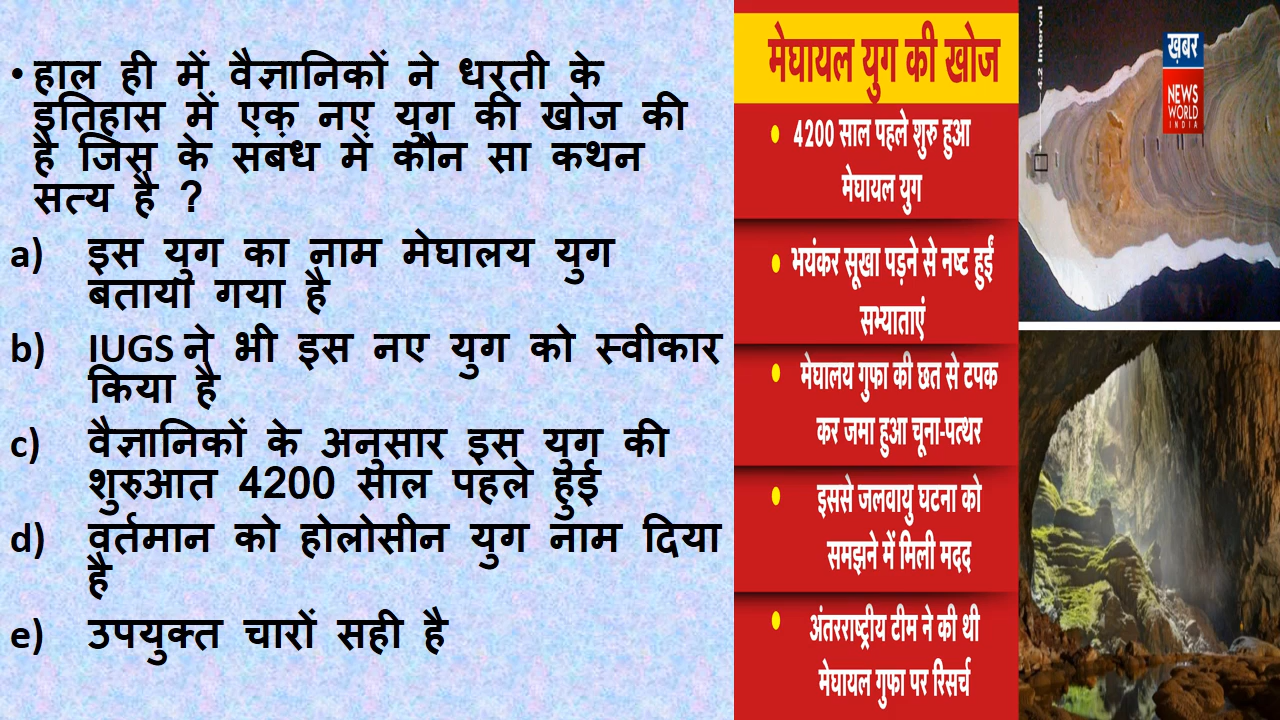 • हाल ही में वैज्ञानिकों ने धरती के
इतिहास में एक नए युग की खोज की
है जिस के संबंध में कौन सा कथन
सत्य है ?
a) इस युग का नाम मेघालय युग
बताया गया है
b) IUGS ने भी इस नए युग को स्वीकार
किया है
c) वैज्ञानिकों के अनुसार इस युग की
शुरुआत 4200 साल पहले हुई
d) वर्तमान को होलोसीन युग नाम दिया
है
e) उपयुक्त चारों सही है
मेघायल युग की खोज
• 4200 साल पहले शुरु हुआ
मेघायल युग
• भयंकर सूखा पड़ने से नष्ट हुईं
सभ्यताएं
• मेघालय गुफा की छत से टपक
कर जमा हुआ चूना-पत्थर
• इससे जलवायु घटना को
समझने में मिली मदद
• अंतरराष्ट्रीय टीम ने की थी
मेघायल गुफा पर रिसर्च
4.2 Interval
ख़बर
NEWS
WORLD
INDIA